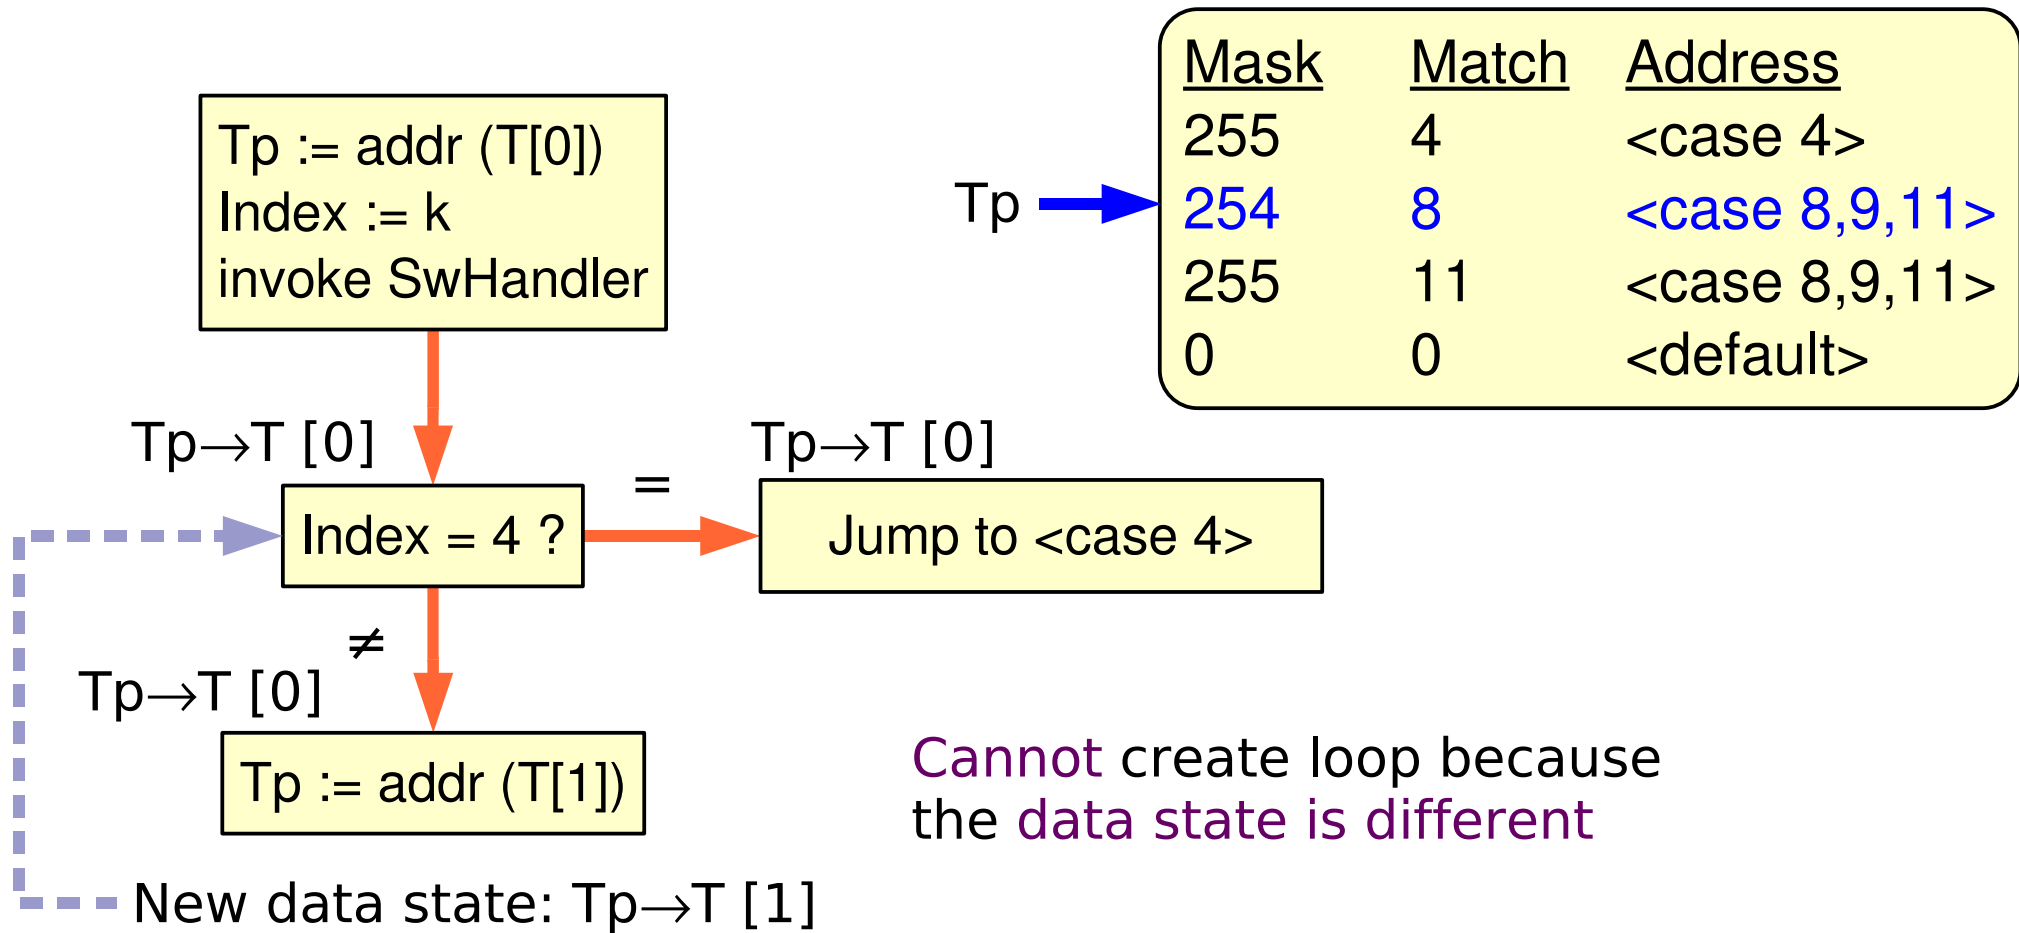 Mask Match Address
255 4 <case 4>
254 8 <case 8,9,11>
255 11 <case 8,9,11>
0 0 <default>
Tp
Tp := addr (T[0])
Index := k
invoke SwHandler
Tp→T [0]
Index = 4 ?
=
Tp→T [0]
Jump to <case 4>
≠
Tp→T [0]
Tp := addr (T[1])
New data state: Tp→T [1]
Cannot create loop because
the data state is different